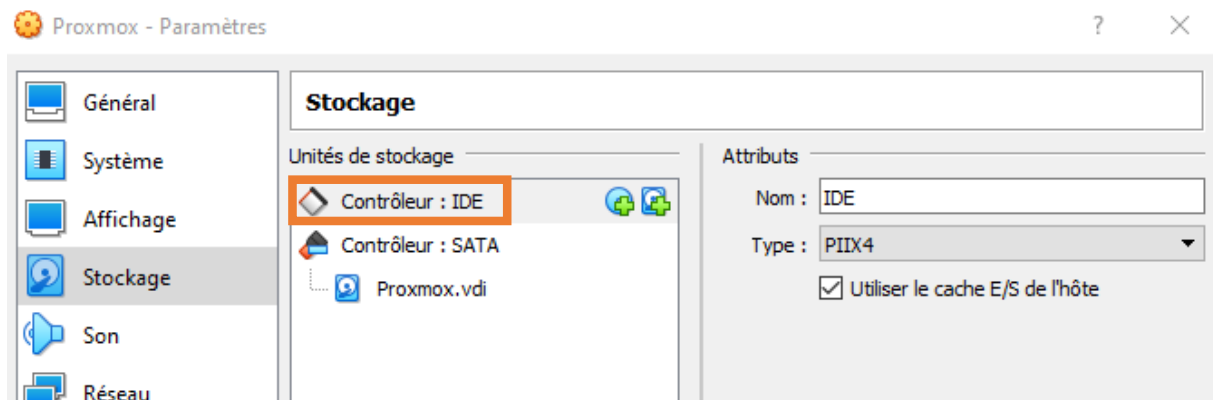 Proxmox - Paramètres ?
Général
Système
Affichage
Stockage
Son
Réseau
Stockage
Unités de stockage
Contrôleur : IDE
Contrôleur : SATA
Proxmox.vdi
Attributs
Nom : IDE
Type : PIIX4
Utiliser le cache E/S de l'hôte